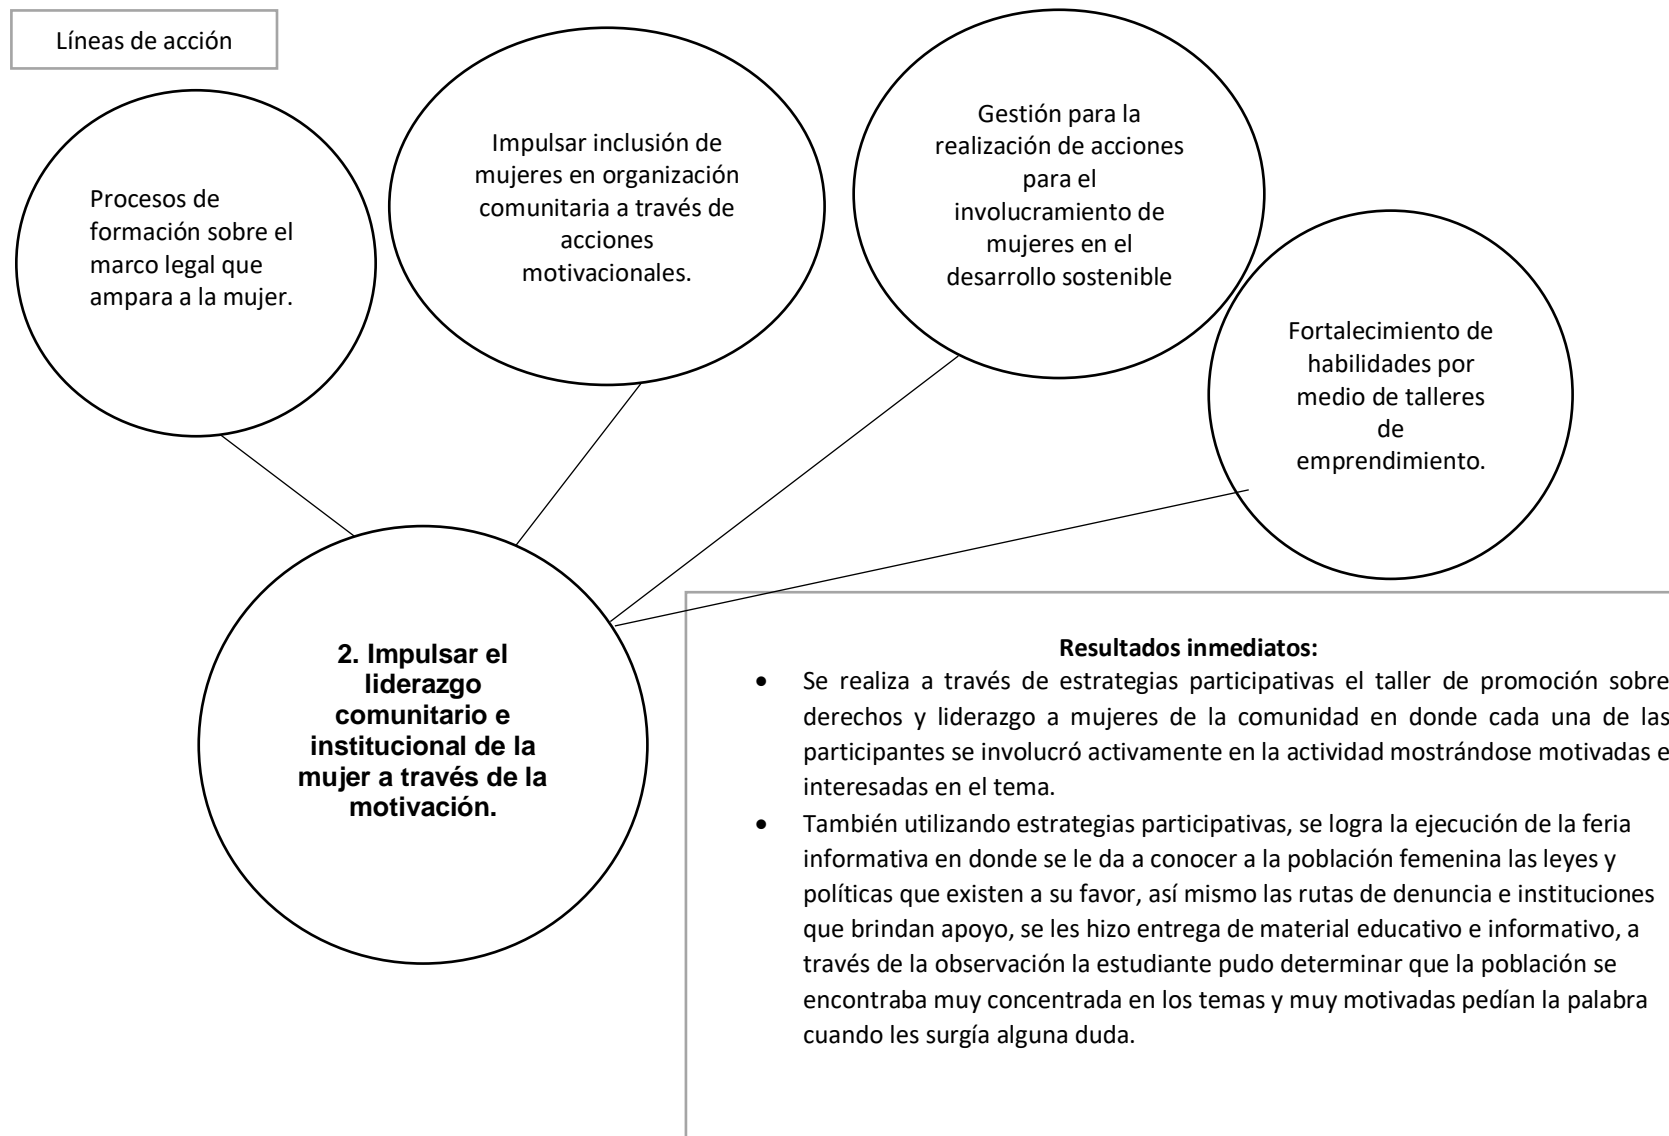 Líneas de acción
Procesos de
formación sobre el
marco legal que
ampara a la mujer.
Impulsar inclusión de
mujeres en organización
comunitaria a través de
acciones
motivacionales.
Gestión para la
realización de acciones
para el
involucramiento de
mujeres en el
desarrollo sostenible
Fortalecimiento de
habilidades por
medio de talleres
de
emprendimiento.
2. Impulsar el
liderazgo
comunitario e
institucional de la
mujer a través de la
motivación.
Resultados inmediatos:
• Se realiza a través de estrategias participativas el taller de promoción sobre
derechos y liderazgo a mujeres de la comunidad en donde cada una de las
participantes se involucró activamente en la actividad mostrándose motivadas e
interesadas en el tema.
• También utilizando estrategias participativas, se logra la ejecución de la feria
informativa en donde se le da a conocer a la población femenina las leyes y
políticas que existen a su favor, así mismo las rutas de denuncia e instituciones
que brindan apoyo, se les hizo entrega de material educativo e informativo, a
través de la observación la estudiante pudo determinar que la población se
encontraba muy concentrada en los temas y muy motivadas pedían la palabra
cuando les surgía alguna duda.